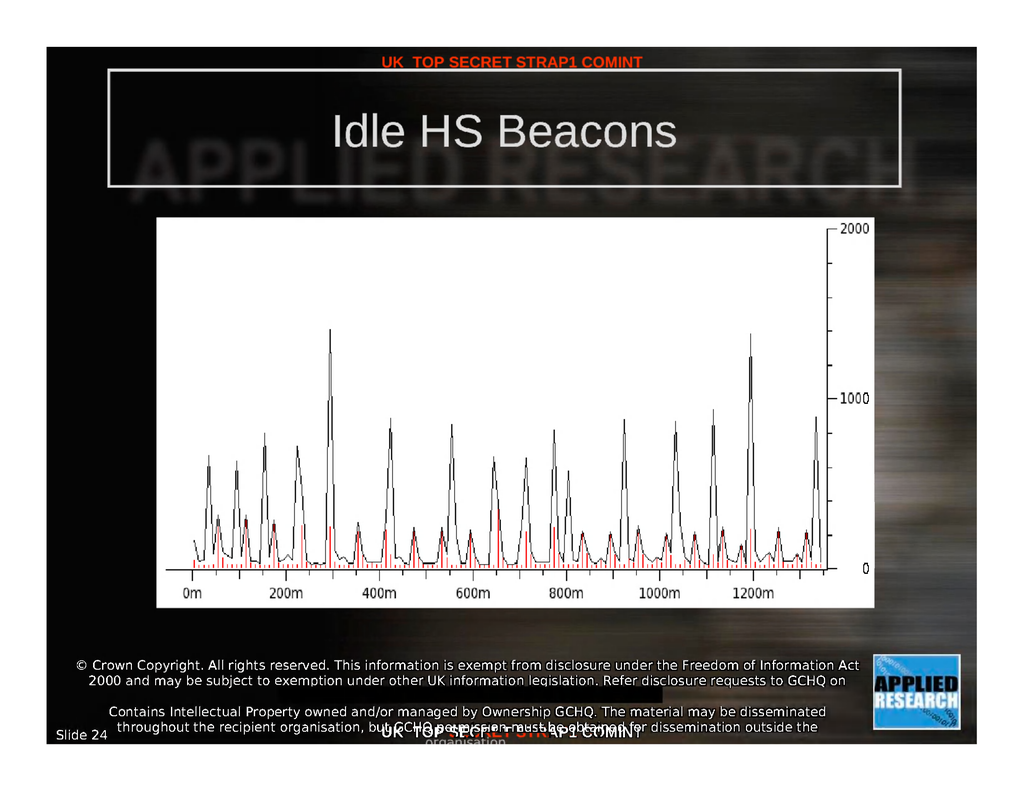 UK TOP SECRET STRAP1 COMINT
APPLIED RESEARCH
Idle HS Beacons
2000
1000
0
0m 200m 400m 600m 800m 1000m 1200m
© Crown Copyright. All rights reserved. This information is exempt from disclosure under the Freedom of Information Act
2000 and may be subject to exemption under other UK information legislation. Refer disclosure requests to GCHQ on
Contains Intellectual Property owned and/or managed by Ownership GCHQ. The material may be disseminated
throughout the recipient organisation, but GCHQ permission must be obtained for dissemination outside the
organisation
UK TOP SECRET STRAP1 COMINT
Slide 24
APPLIED
RESEARCH